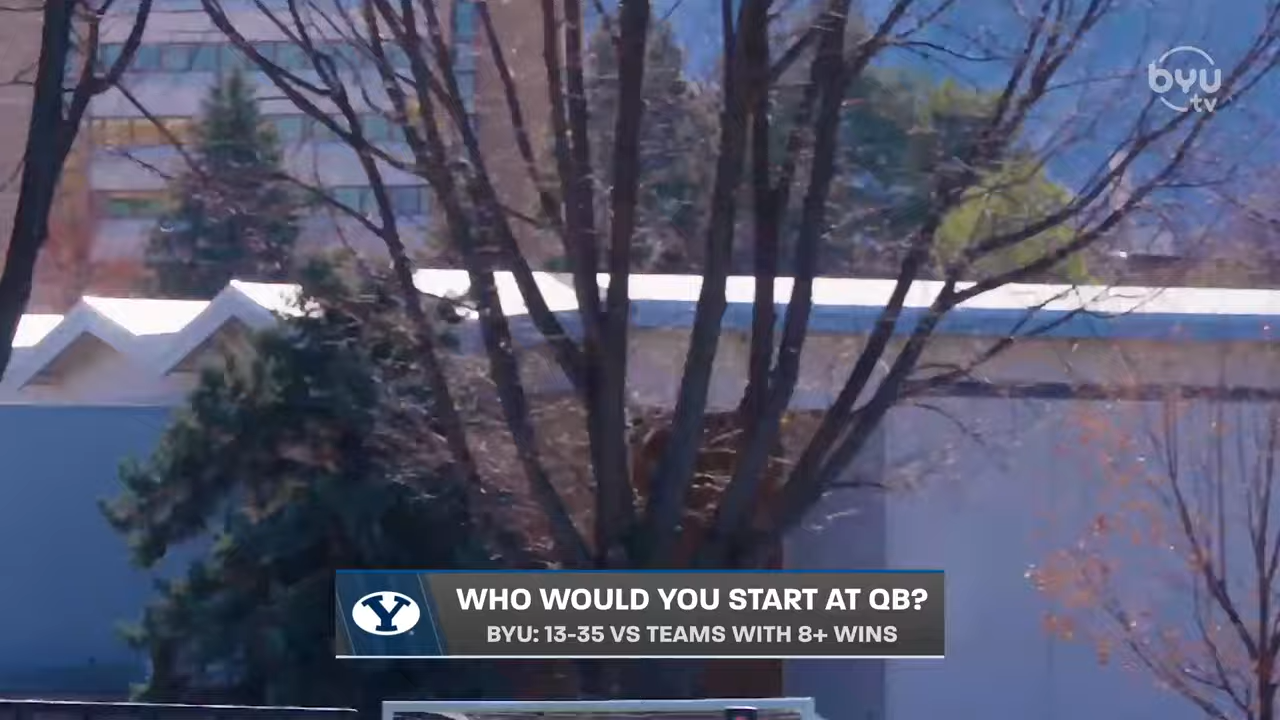 byu
tv
WHO WOULD YOU START AT QB?
BYU: 13-35 VS TEAMS WITH 8+ WINS
Y